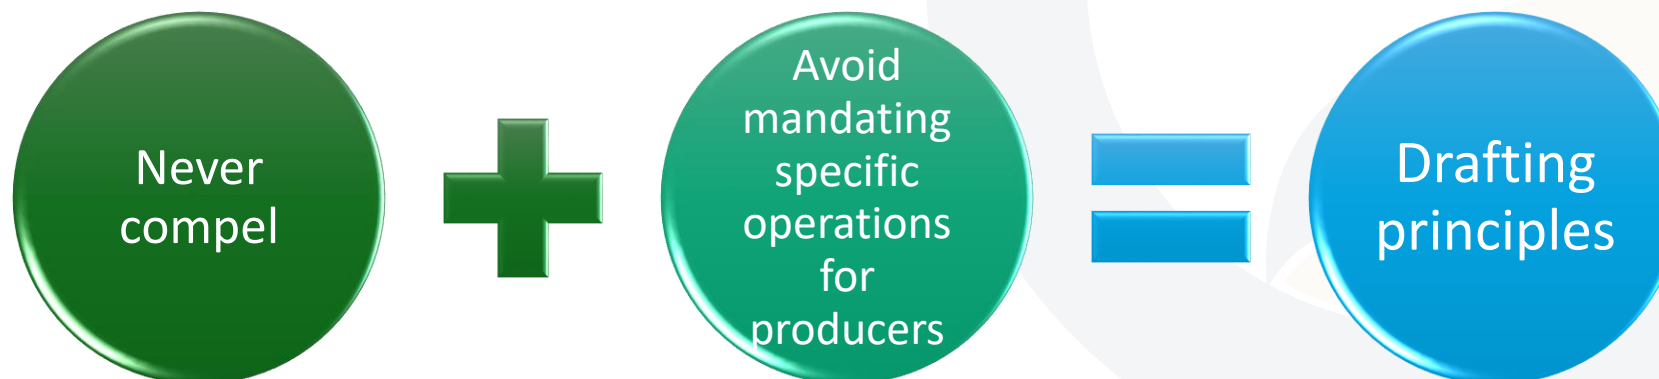 Never
compel
Avoid
mandating
specific
operations
for
producers
Drafting
principles